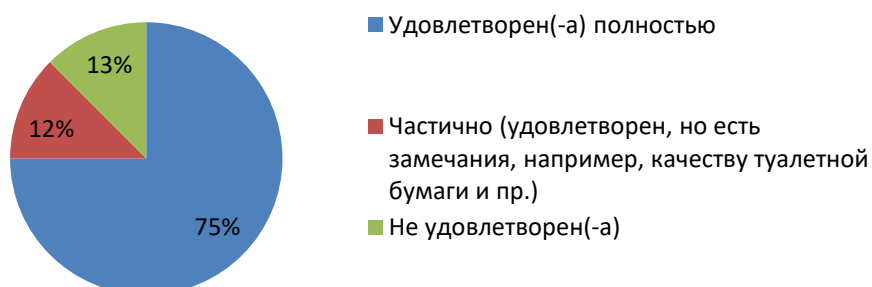 Удовлетворен(-а) полностью
13%
12%
Частично (удовлетворен, но есть
замечания, например, качеству туалетной
бумаги и пр.)
75%
Не удовлетворен(-а)